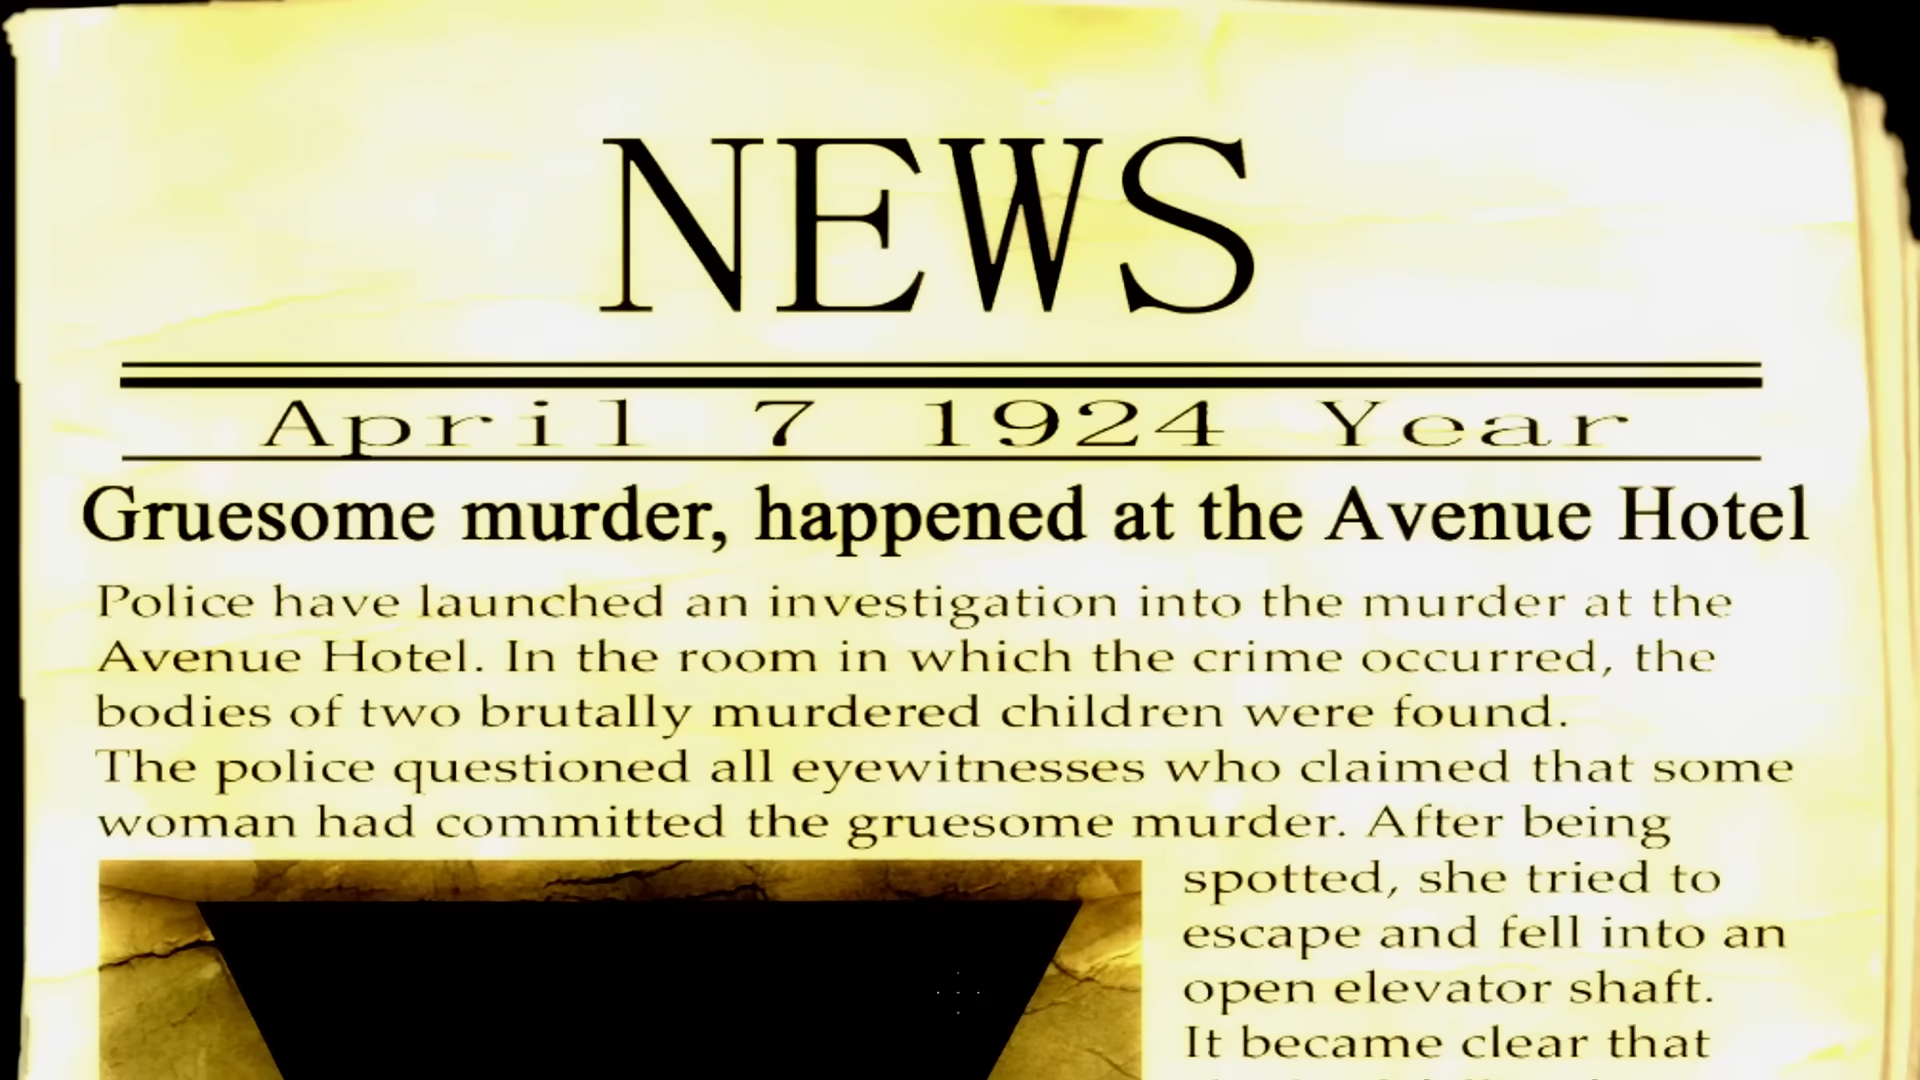 NEWS
April 7 1924 Year
Gruesome murder, happened at the Avenue Hotel
Police have launched an investigation into the murder at the
Avenue Hotel. In the room in which the crime occurred, the
bodies of two brutally murdered children were found.
The police questioned all eyewitnesses who claimed that some
woman had committed the gruesome murder. After being
spotted, she tried to
escape and fell into an
open elevator shaft.
It became clear that